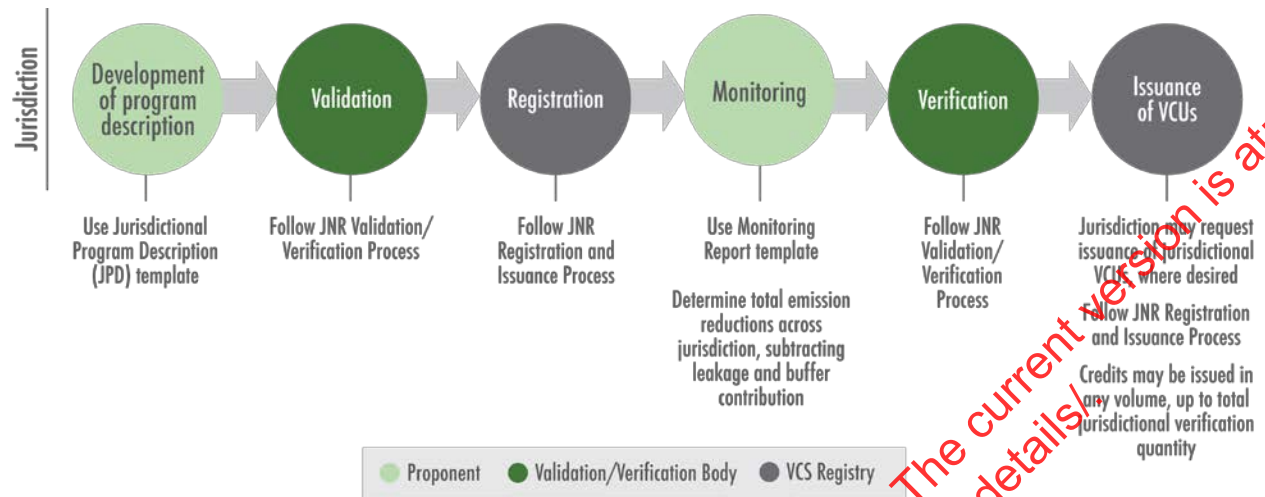 Jurisdiction
Development
of program
description
Validation
Registration
Monitoring
Verification
Issuance
of VCUs
Use Jurisdictional
Program Description
(JPD) template
Follow JNR Validation/
Verification Process
Follow JNR
Registration and
Issuance Process
Use Monitoring
Report template
Determine total emission
reductions across
jurisdiction, subtracting
leakage and buffer
contribution
Follow JNR
Validation/
Verification
Process
Jurisdiction may request
issuance of jurisdictional
VCUs, where desired
Follow JNR Registration
and Issuance Process
Credits may be issued in
any volume, up to total
jurisdictional verification
quantity
Proponent
Validation/Verification Body
VCS Registry
The current version is
details/.